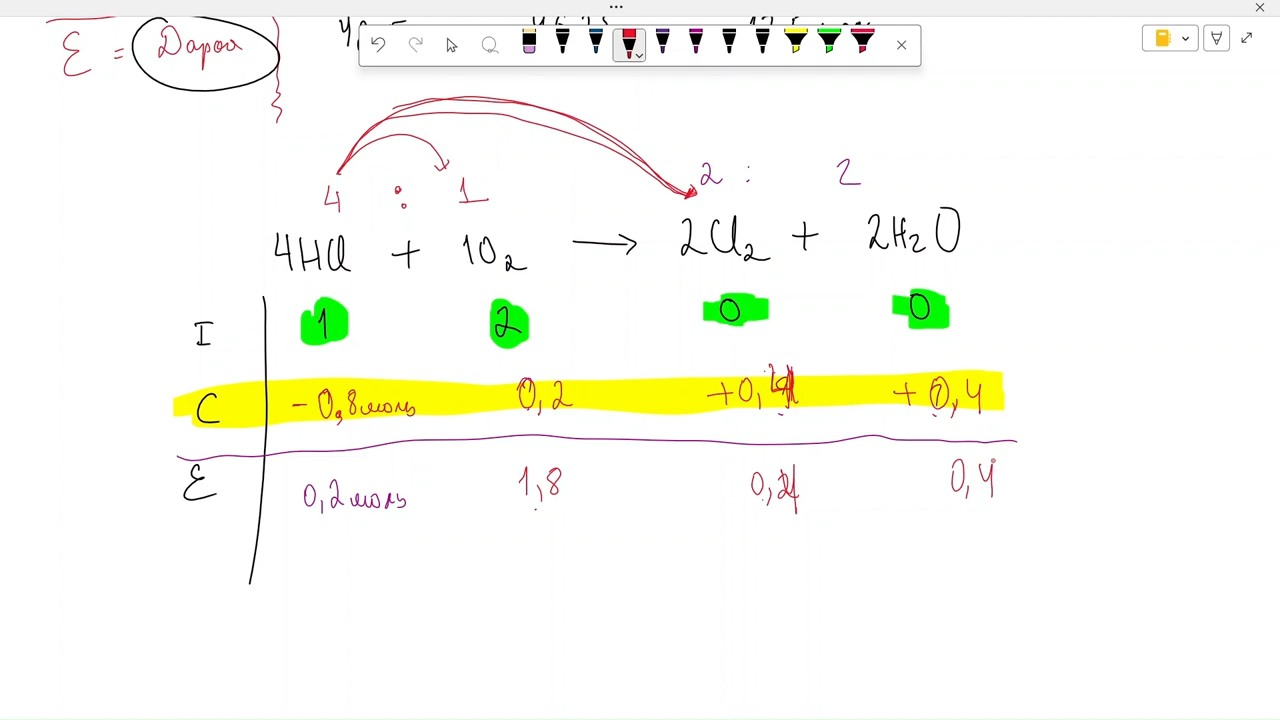 ℰ = Дароа
4 : 1 2 : 2
4HCl + 1O₂ → 2Cl₂ + 2H₂O
I 1 2 0 0
C - 0,8моль 0,2 +0,4 + 0,4
ℰ 0,2моль 1,8 0,4 0,4